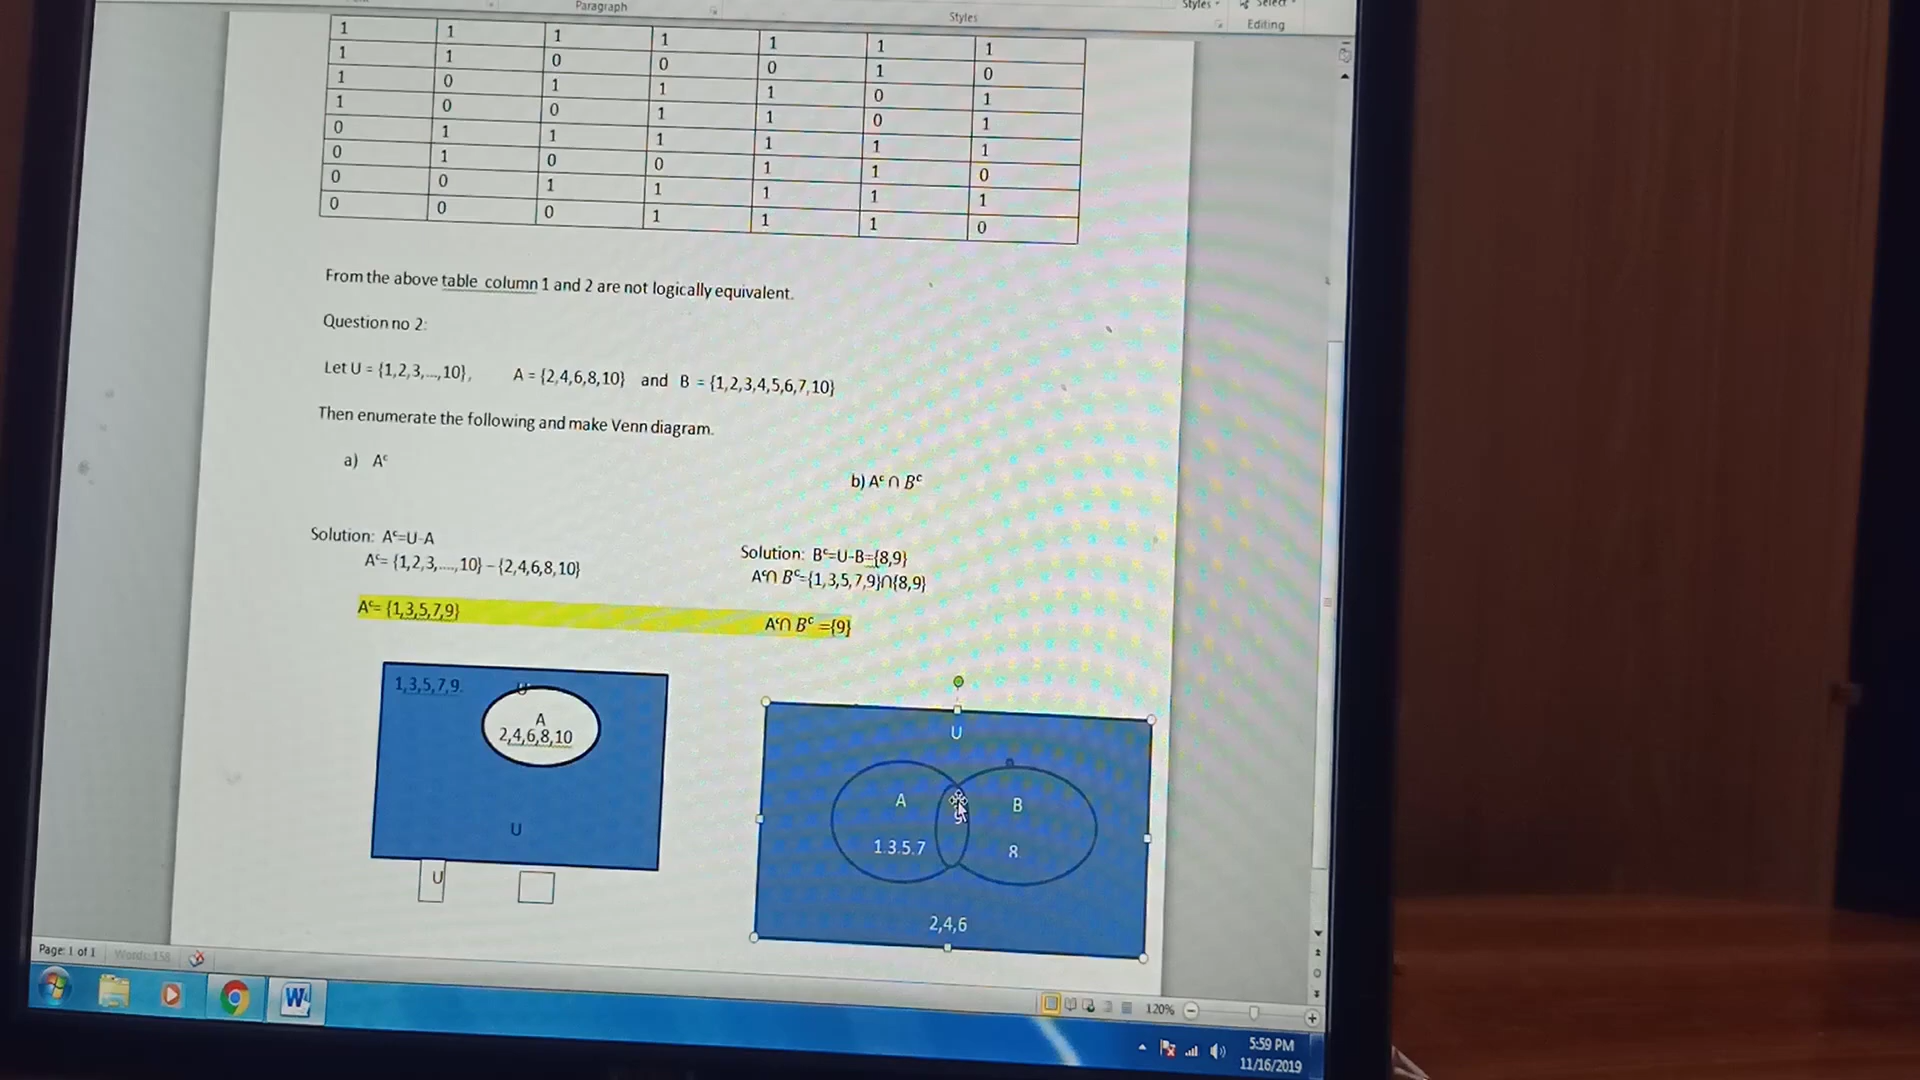 Paragraph
Styles
Styles
Select
Editing
1 1 1 1 1 1 1
1 1 0 0 0 1 0
1 0 1 1 1 0 1
1 0 0 1 1 0 1
0 1 1 1 1 1 1
0 1 0 0 1 1 0
0 0 1 1 1 1 1
0 0 0 1 1 1 0
From the above table column 1 and 2 are not logically equivalent.
Question no 2:
Let U = {1,2,3,...,10}, A = {2,4,6,8,10} and B = {1,2,3,4,5,6,7,10}
Then enumerate the following and make Venn diagram.
a) Aᶜ
b) Aᶜ ∩ Bᶜ
Solution: Aᶜ=U-A
Aᶜ= {1,2,3,....,10} – {2,4,6,8,10}
Aᶜ= {1,3,5,7,9}
Solution: Bᶜ=U-B={8,9}
Aᶜ∩ Bᶜ={1,3,5,7,9}∩{8,9}
Aᶜ∩ Bᶜ ={9}
1,3,5,7,9.
U
A
2,4,6,8,10
U
U
U
A
B
1.3.5.7
8
2,4,6
Page: 1 of 1
Words: 158
120%
W
5:59 PM
11/16/2019